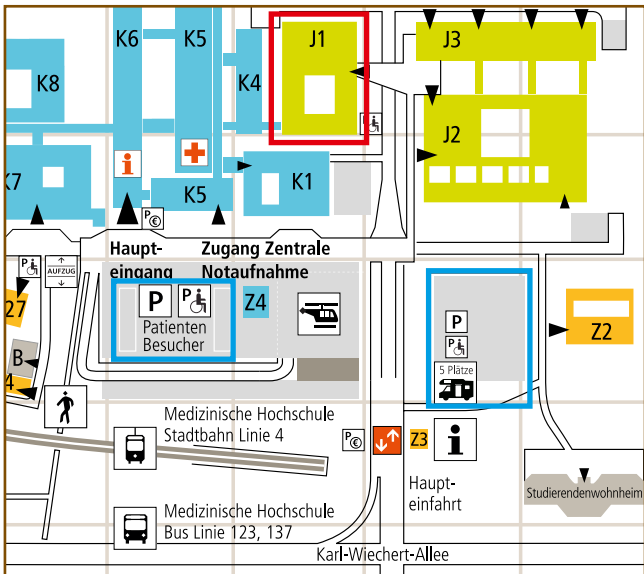 K6
K5
J1
J3
K8
K4
J2
K7
K5
K1
P€
Haupt-
eingang
Zugang Zentrale
Notaufnahme
P
AUFZUG
27
P
P
Patienten
Besucher
Z4
P
P
5 Plätze
Z2
B
4
Medizinische Hochschule
Stadtbahn Linie 4
P€
Z3
i
Haupt-
einfahrt
Studierendenwohnheim
Medizinische Hochschule
Bus Linie 123, 137
Karl-Wiechert-Allee
i
P